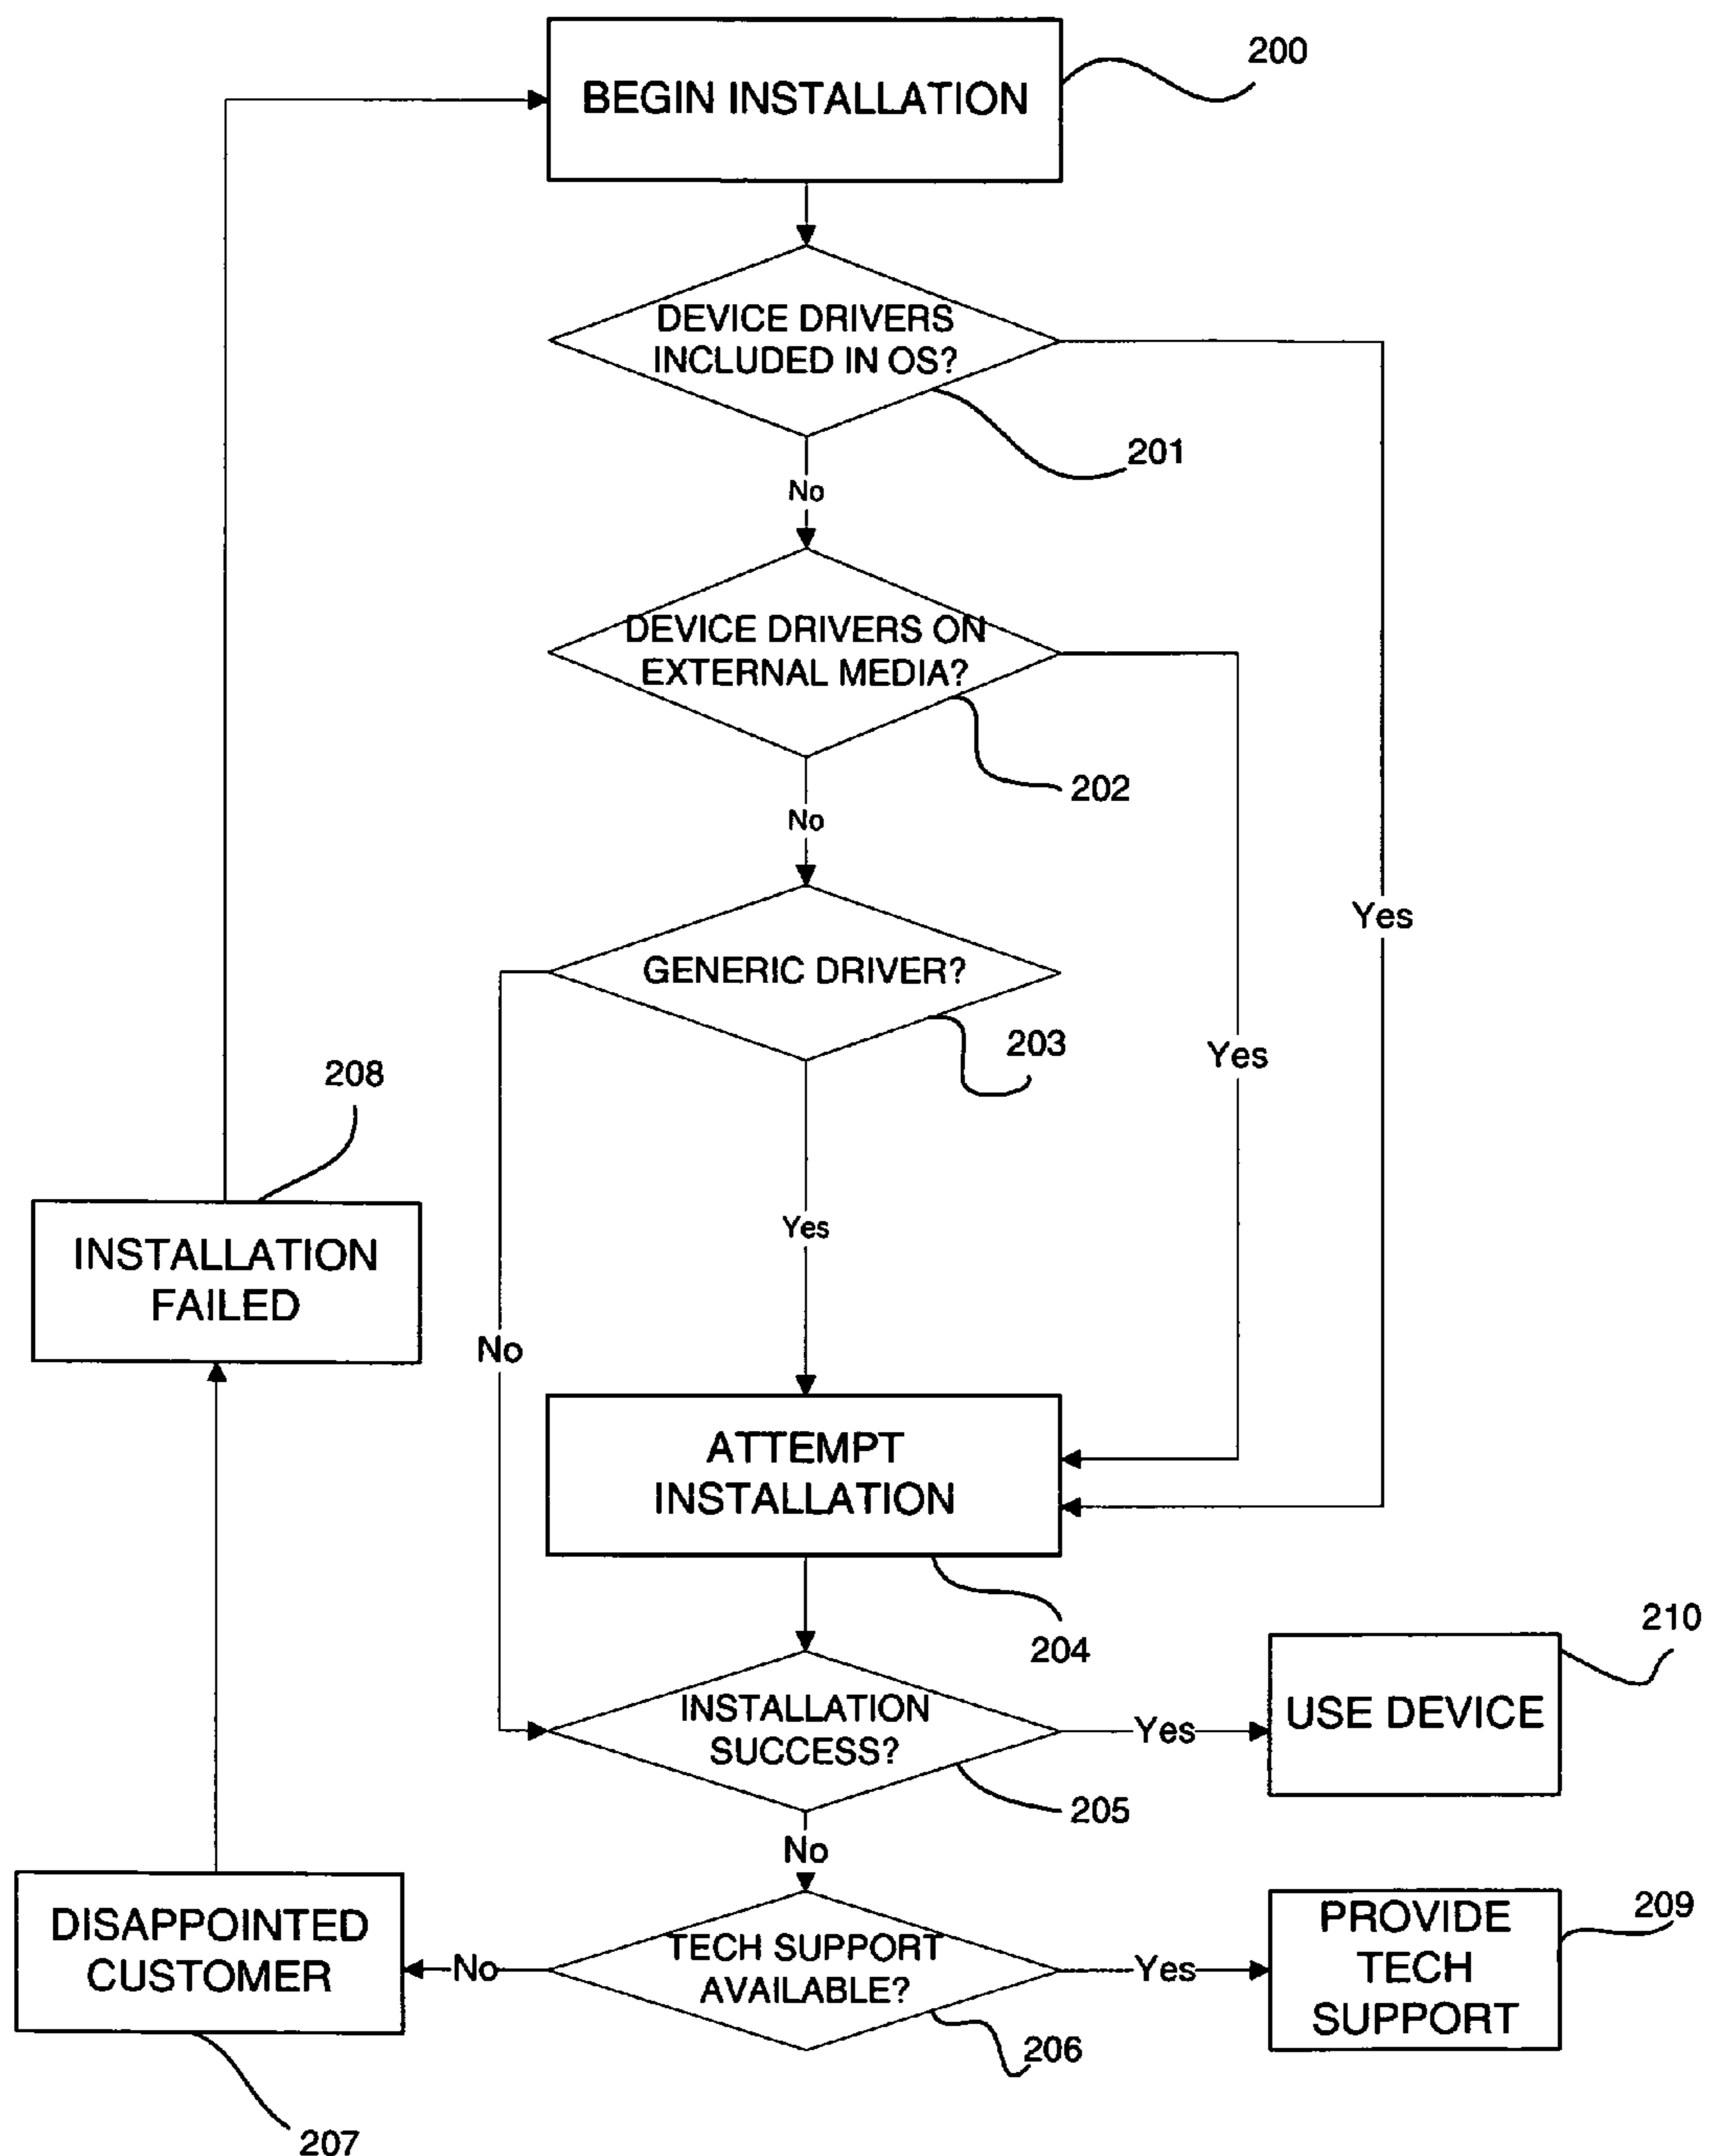 200
BEGIN INSTALLATION
DEVICE DRIVERS
INCLUDED IN OS?
201
No
DEVICE DRIVERS ON
EXTERNAL MEDIA?
202
No
Yes
GENERIC DRIVER?
203
Yes
208
Yes
INSTALLATION
FAILED
No
ATTEMPT
INSTALLATION
204
210
INSTALLATION
SUCCESS?
Yes
USE DEVICE
205
No
DISAPPOINTED
CUSTOMER
No
TECH SUPPORT
AVAILABLE?
Yes
PROVIDE
TECH
SUPPORT
209
206
207